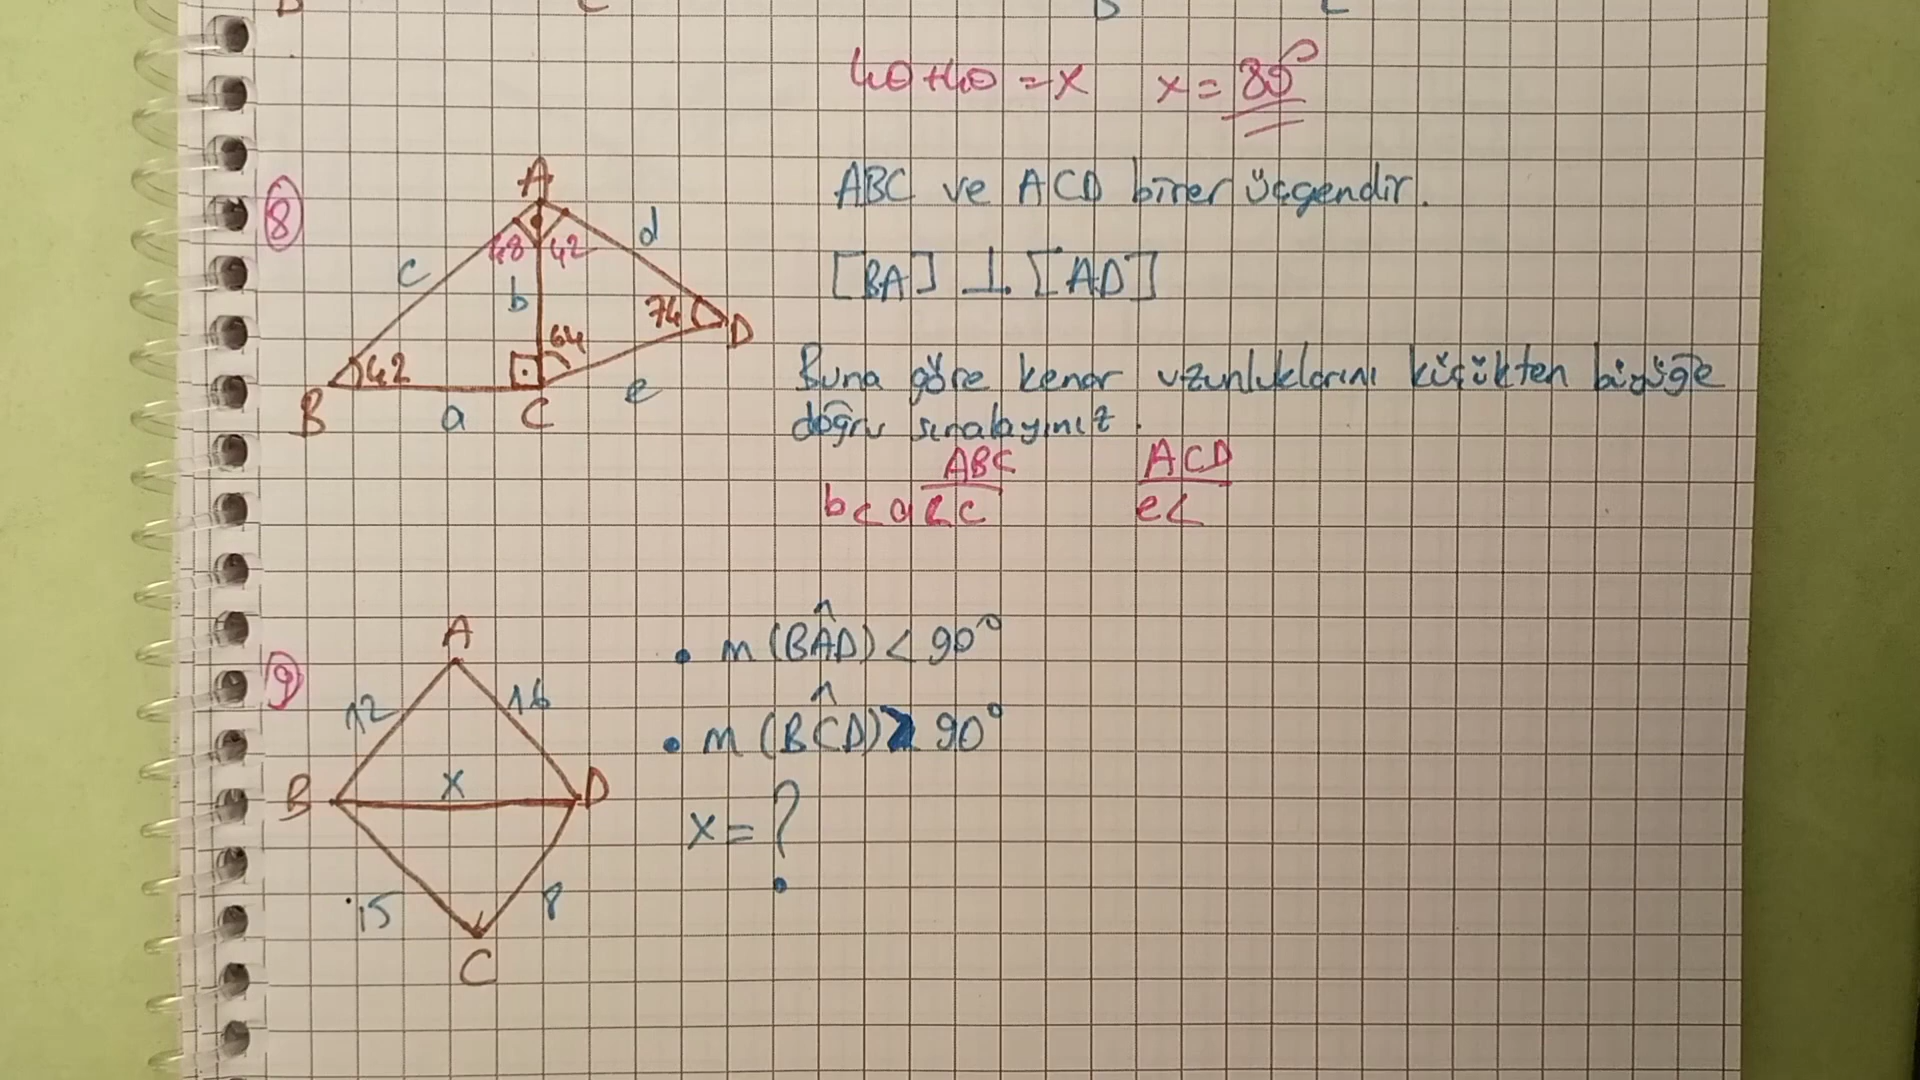 40+40 = x   x = 80°
8
ABC ve ACD birer üçgendir.
[BA] ⊥ [AD]
Buna göre kenar uzunluklarını küçükten büyüğe
doğru sıralayınız.
ABC   ACD
b < a < c   e <
A
48 42
c b d
74 D
64
B 42 C
a e
9
A
12 16
B x D
15 8
C
• m(BÂD) < 90°
• m(BĈD) > 90°
x = ?